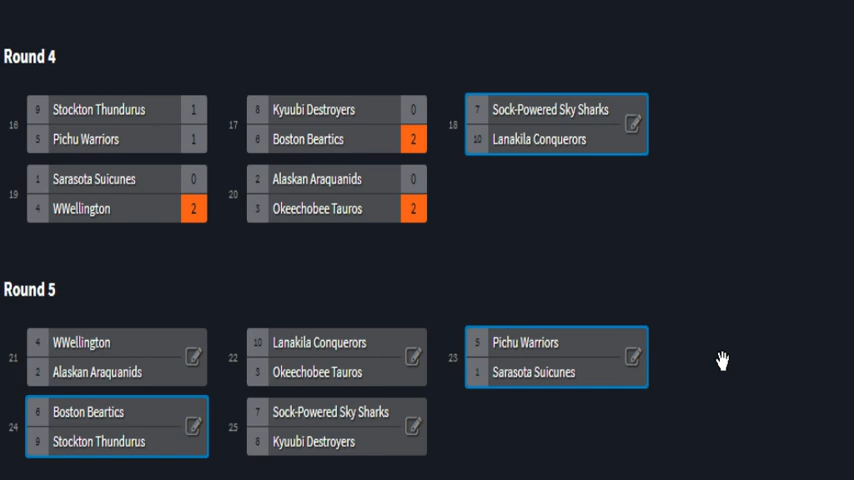 Round 4
16
9 Stockton Thundurus 1
5 Pichu Warriors 1
17
8 Kyuubi Destroyers 0
6 Boston Beartics 2
18
7 Sock-Powered Sky Sharks
10 Lanakila Conquerors
19
1 Sarasota Suicunes 0
4 WWellington 2
20
2 Alaskan Araquanids 0
3 Okeechobee Tauros 2
Round 5
21
4 WWellington
2 Alaskan Araquanids
22
10 Lanakila Conquerors
3 Okeechobee Tauros
23
5 Pichu Warriors
1 Sarasota Suicunes
24
6 Boston Beartics
9 Stockton Thundurus
25
7 Sock-Powered Sky Sharks
8 Kyuubi Destroyers